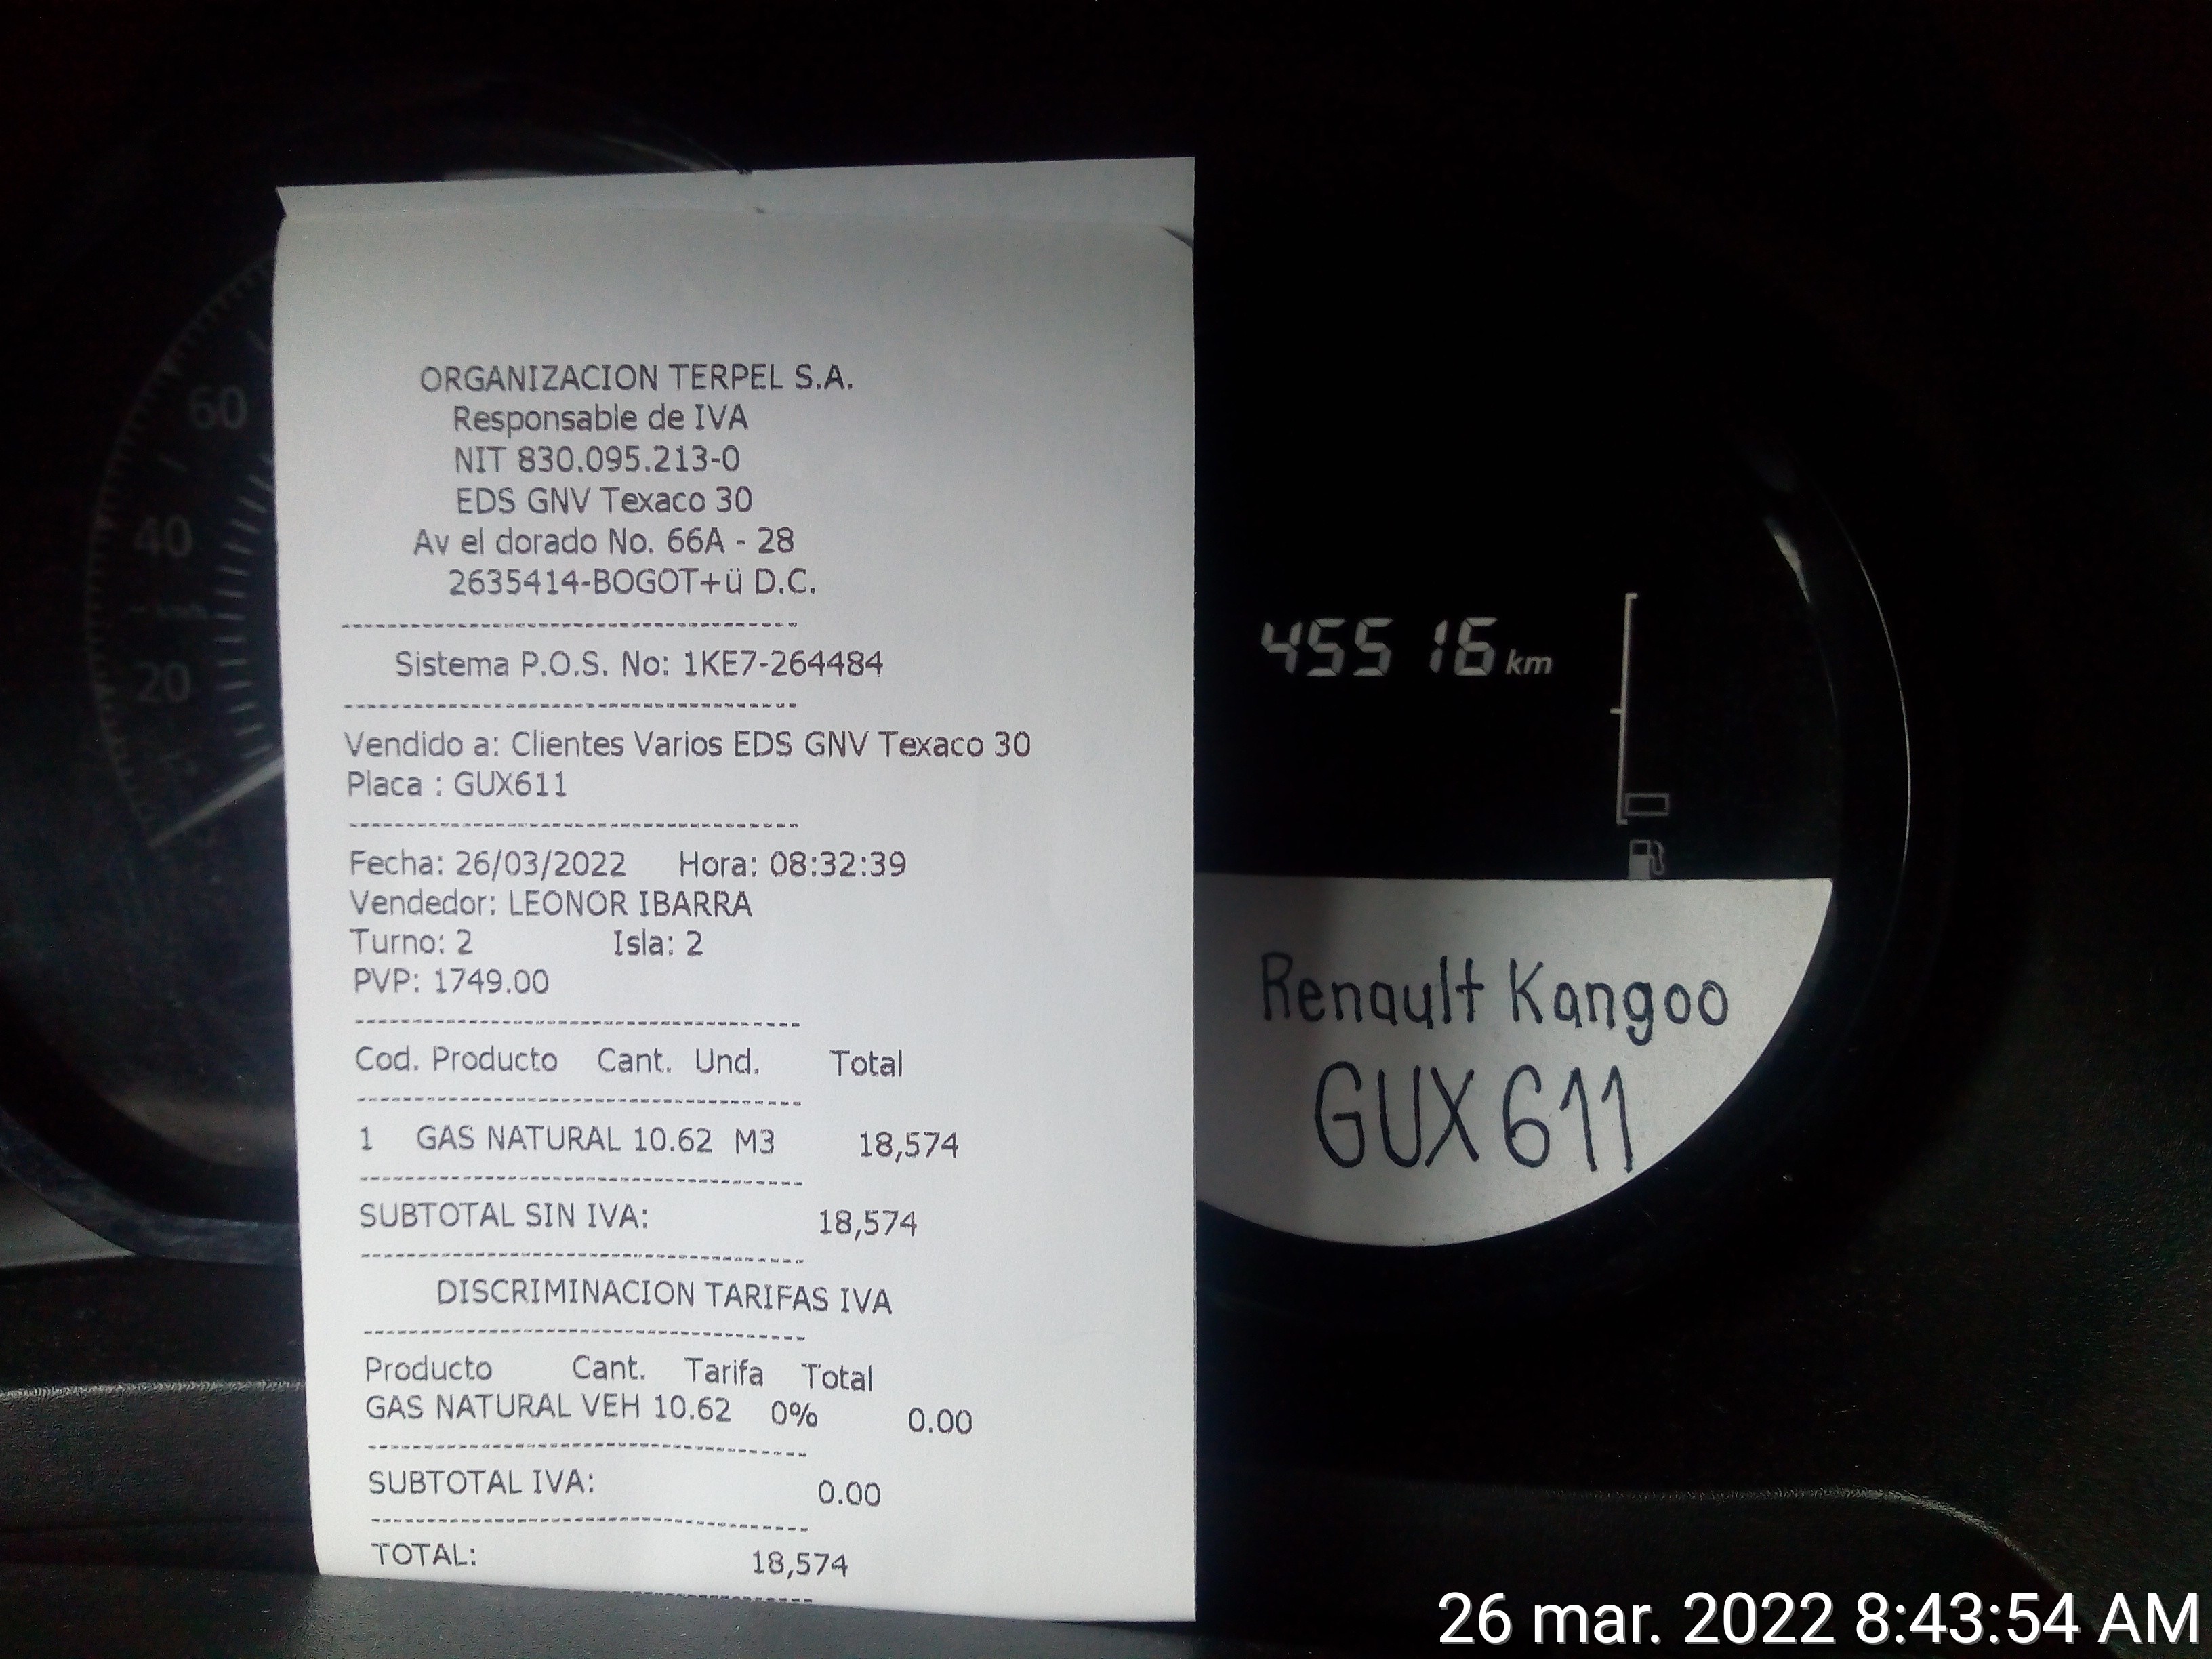 ORGANIZACION TERPEL S.A.
Responsable de IVA
NIT 830.095.213-0
EDS GNV Texaco 30
Av el dorado No. 66A - 28
2635414-BOGOT+ü D.C.
Sistema P.O.S. No: 1KE7-264484
Vendido a: Clientes Varios EDS GNV Texaco 30
Placa : GUX611
Fecha: 26/03/2022 Hora: 08:32:39
Vendedor: LEONOR IBARRA
Turno: 2 Isla: 2
PVP: 1749.00
Cod. Producto Cant. Und. Total
1 GAS NATURAL 10.62 M3 18,574
SUBTOTAL SIN IVA: 18,574
DISCRIMINACION TARIFAS IVA
Producto Cant. Tarifa Total
GAS NATURAL VEH 10.62 0% 0.00
SUBTOTAL IVA: 0.00
TOTAL: 18,574
60
40
km/h
20
45516 km
Renault Kangoo
GUX611
26 mar. 2022 8:43:54 AM